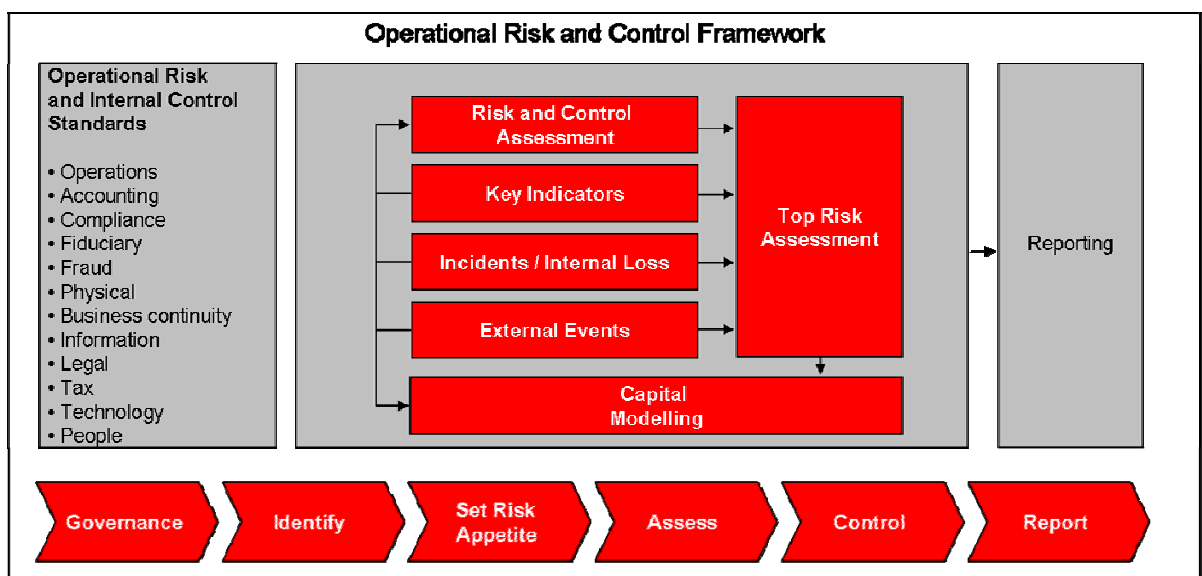 Operational Risk and Control Framework
Operational Risk
and Internal Control
Standards
• Operations
• Accounting
• Compliance
• Fiduciary
• Fraud
• Physical
• Business continuity
• Information
• Legal
• Tax
• Technology
• People
Risk and Control
Assessment
Key Indicators
Incidents / Internal Loss
External Events
Top Risk
Assessment
Capital
Modelling
Reporting
Governance
Identify
Set Risk
Appetite
Assess
Control
Report